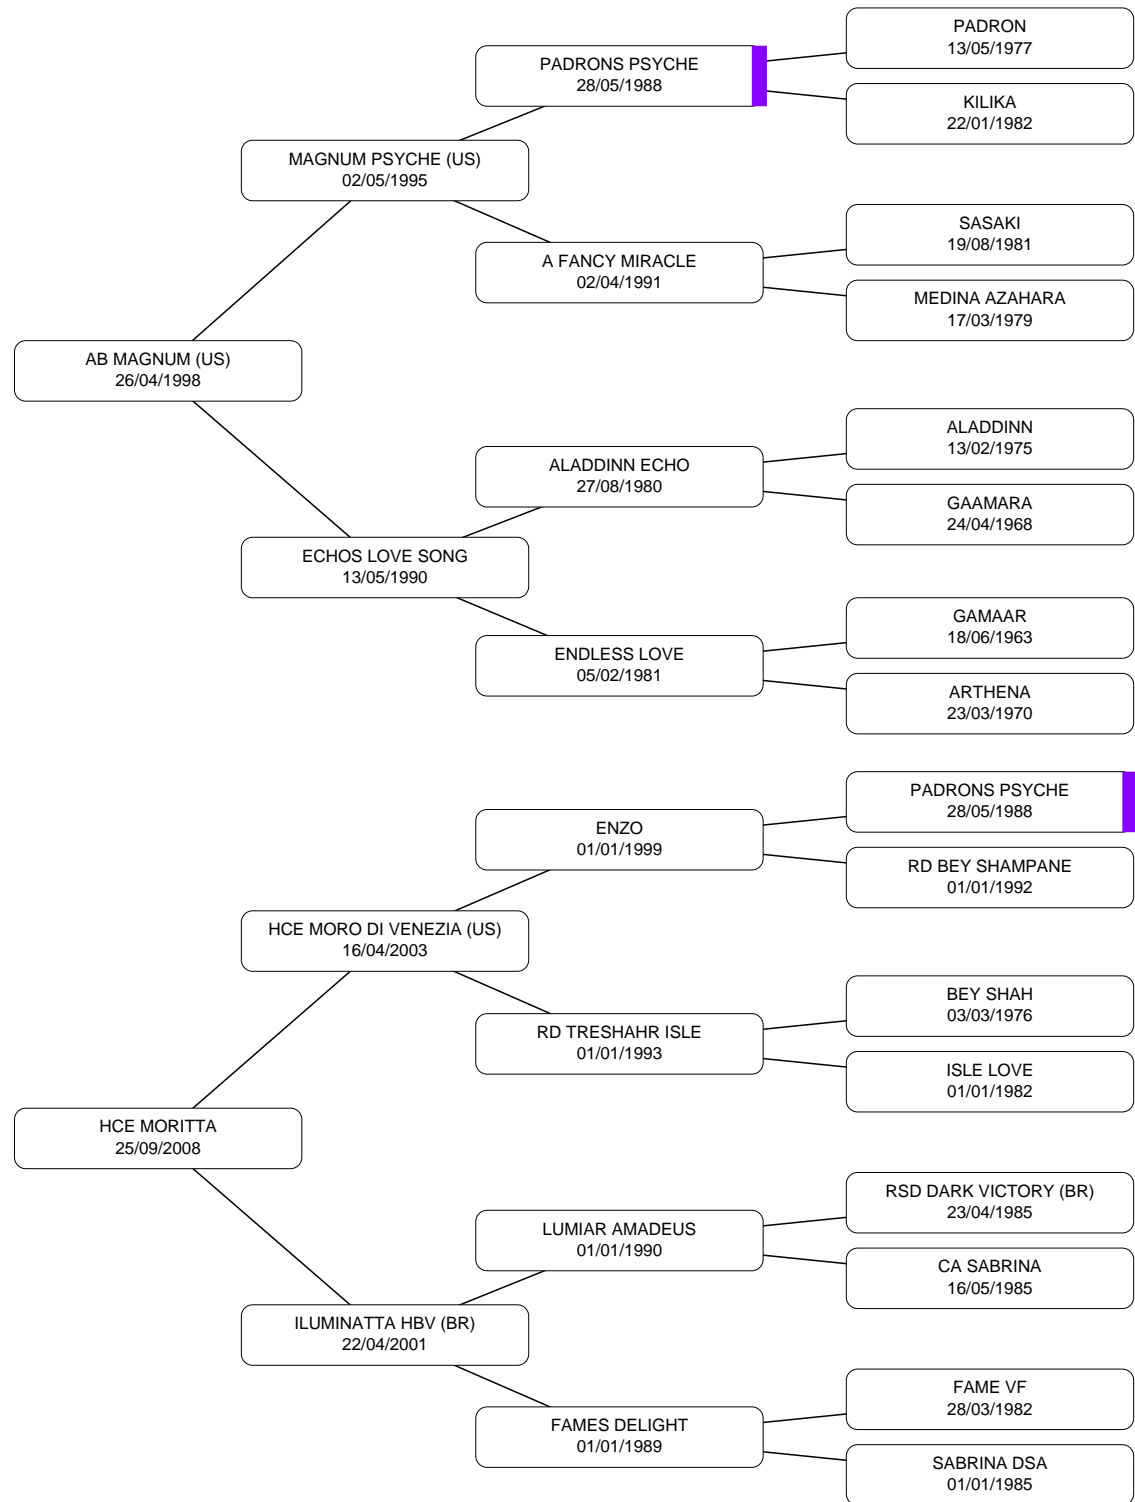 PADRON
13/05/1977
PADRONS PSYCHE
28/05/1988
KILIKA
22/01/1982
MAGNUM PSYCHE (US)
02/05/1995
SASAKI
19/08/1981
A FANCY MIRACLE
02/04/1991
MEDINA AZAHARA
17/03/1979
AB MAGNUM (US)
26/04/1998
ALADDINN
13/02/1975
ALADDINN ECHO
27/08/1980
GAAMARA
24/04/1968
ECHOS LOVE SONG
13/05/1990
GAMAAR
18/06/1963
ENDLESS LOVE
05/02/1981
ARTHENA
23/03/1970
PADRONS PSYCHE
28/05/1988
ENZO
01/01/1999
RD BEY SHAMPANE
01/01/1992
HCE MORO DI VENEZIA (US)
16/04/2003
BEY SHAH
03/03/1976
RD TRESHAHR ISLE
01/01/1993
ISLE LOVE
01/01/1982
HCE MORITTA
25/09/2008
RSD DARK VICTORY (BR)
23/04/1985
LUMIAR AMADEUS
01/01/1990
CA SABRINA
16/05/1985
ILUMINATTA HBV (BR)
22/04/2001
FAME VF
28/03/1982
FAMES DELIGHT
01/01/1989
SABRINA DSA
01/01/1985